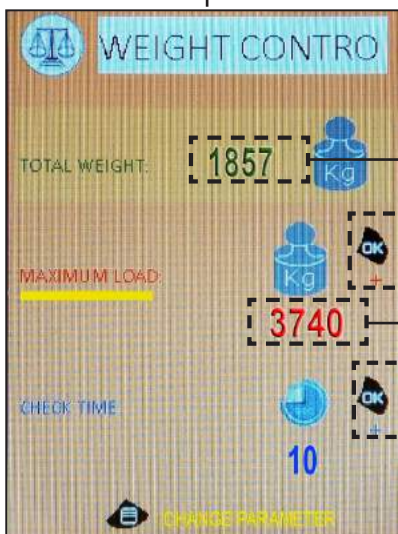 WEIGHT CONTRO
TOTAL WEIGHT: 1857
Kg
Kg
OK
+
MAXIMUM LOAD:
3740
CHECK TIME
OK
+
10
CHANGE PARAMETER